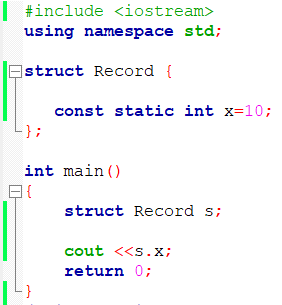 #include <iostream>
using namespace std;
struct Record {
const static int x=10;
};
int main()
{
struct Record s;
cout <<s.x;
return 0;
}